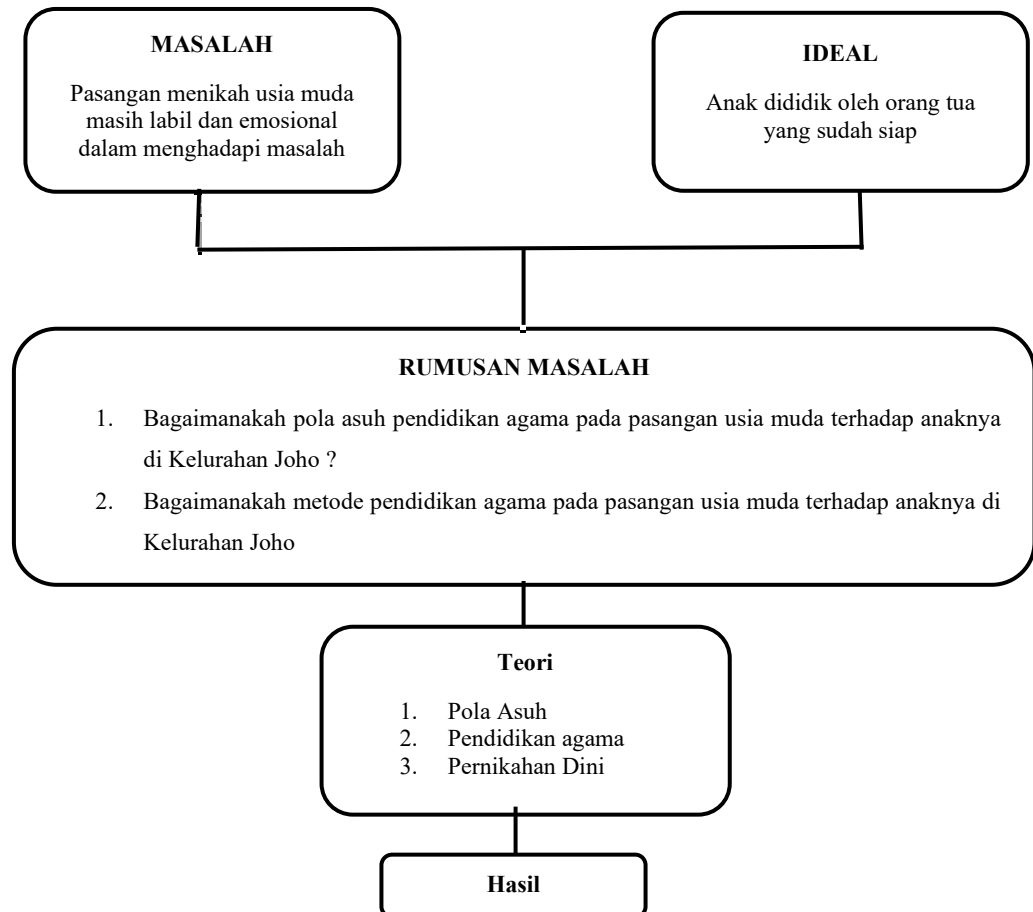 MASALAH
Pasangan menikah usia muda
masih labil dan emosional
dalam menghadapi masalah
IDEAL
Anak dididik oleh orang tua
yang sudah siap
RUMUSAN MASALAH
1. Bagaimanakah pola asuh pendidikan agama pada pasangan usia muda terhadap anaknya
di Kelurahan Joho ?
2. Bagaimanakah metode pendidikan agama pada pasangan usia muda terhadap anaknya di
Kelurahan Joho
Teori
1. Pola Asuh
2. Pendidikan agama
3. Pernikahan Dini
Hasil